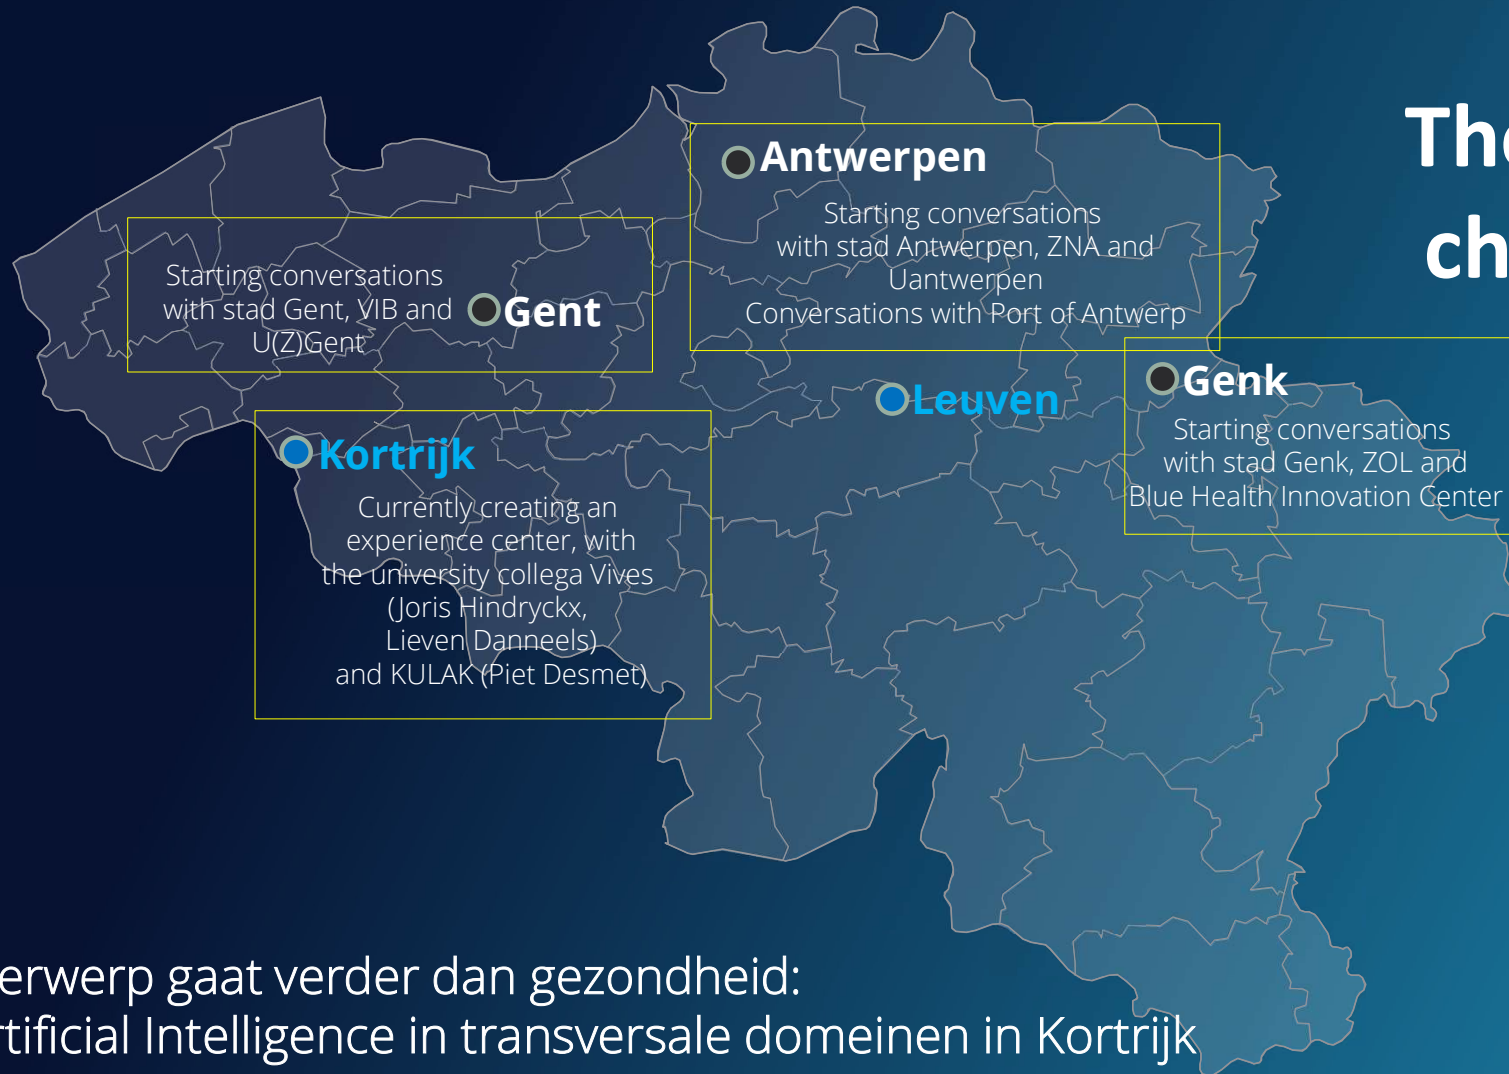 The
ch
Antwerpen
Starting conversations
with stad Antwerpen, ZNA and
Uantwerpen
Conversations with Port of Antwerp
Starting conversations
with stad Gent, VIB and
U(Z)Gent
Gent
Leuven
Genk
Starting conversations
with stad Genk, ZOL and
Blue Health Innovation Center
Kortrijk
Currently creating an
experience center, with
the university collega Vives
(Joris Hindryckx,
Lieven Danneels)
and KULAK (Piet Desmet)
erwerp gaat verder dan gezondheid:
rtificial Intelligence in transversale domeinen in Kortrijk